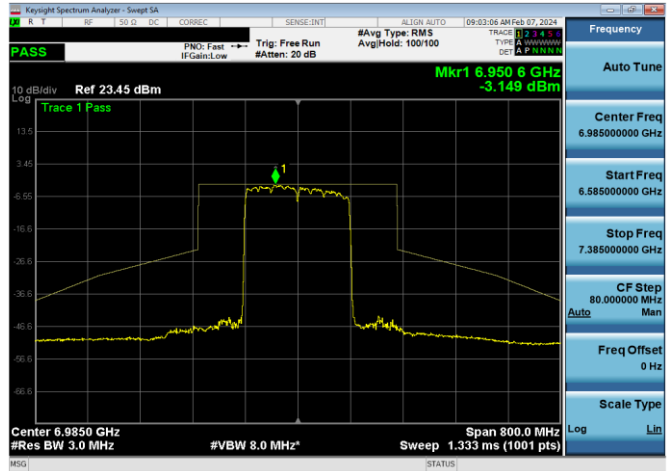 Keysight Spectrum Analyzer - Swept SA
R T RF 50 Ω DC CORREC SENSE:INT ALIGN AUTO 09:03:06 AM Feb 07, 2024
PASS
PNO: Fast
IFGain:Low
Trig: Free Run
#Atten: 20 dB
#Avg Type: RMS
Avg|Hold: 100/100
TRACE 1 2 3 4 5 6
TYPE A WWWWW
DET A P N N N N
Mkr1 6.950 6 GHz
-3.149 dBm
10 dB/div Ref 23.45 dBm
Log
Trace 1 Pass
1
13.5
3.45
-6.55
-16.6
-26.6
-36.6
-46.6
-56.6
-66.6
Center 6.9850 GHz Span 800.0 MHz
#Res BW 3.0 MHz #VBW 8.0 MHz* Sweep 1.333 ms (1001 pts)
MSG STATUS
Frequency
Auto Tune
Center Freq
6.985000000 GHz
Start Freq
6.585000000 GHz
Stop Freq
7.385000000 GHz
CF Step
80.000000 MHz
Auto Man
Freq Offset
0 Hz
Scale Type
Log Lin